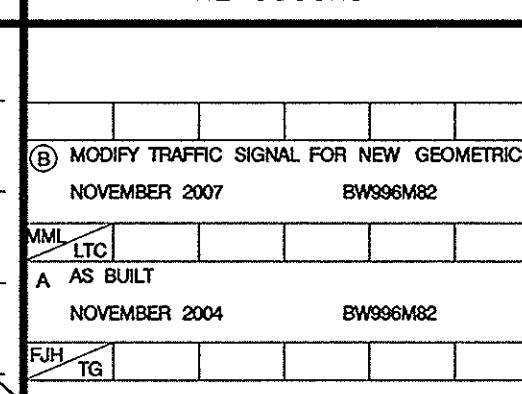 (B) MODIFY TRAFFIC SIGNAL FOR NEW GEOMETRIC
NOVEMBER 2007 BW996M82
MML LTC
A AS BUILT
NOVEMBER 2004 BW996M82
FJH TG